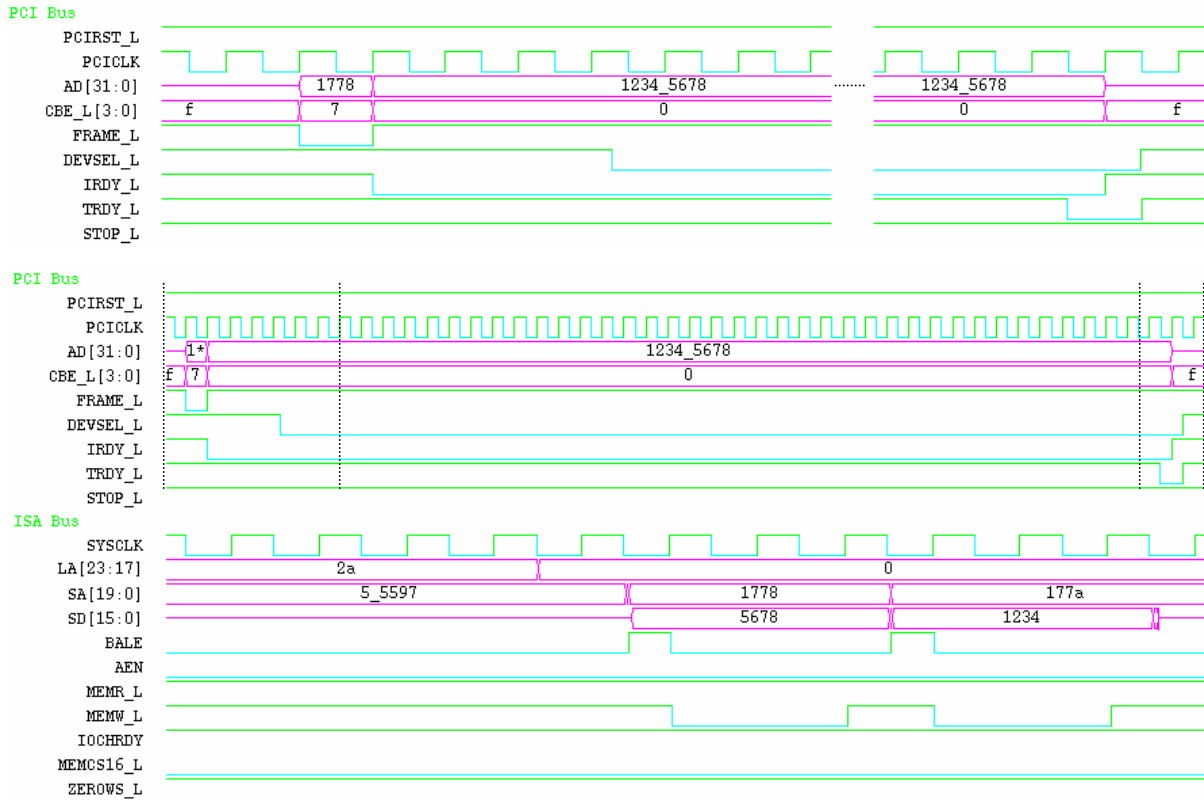 PCI Bus
PCIRST_L
PCICLK
AD[31:0] 1778 1234_5678 1234_5678
CBE_L[3:0] f 7 0 0 f
FRAME_L
DEVSEL_L
IRDY_L
TRDY_L
STOP_L
PCI Bus
PCIRST_L
PCICLK
AD[31:0] 1* 1234_5678
CBE_L[3:0] f 7 0 f
FRAME_L
DEVSEL_L
IRDY_L
TRDY_L
STOP_L
ISA Bus
SYSCLK
LA[23:17] 2a 0
SA[19:0] 5_5597 1778 177a
SD[15:0] 5678 1234
BALE
AEN
MEMR_L
MEMW_L
IOCHRDY
MEMCS16_L
ZEROWS_L